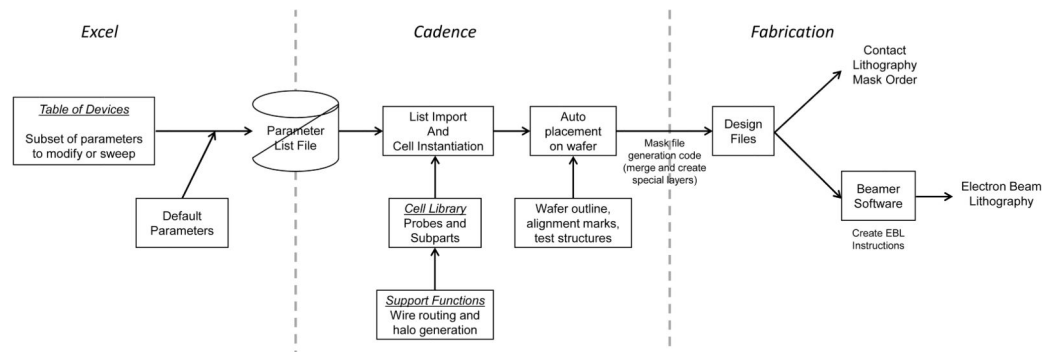 Excel
Cadence
Fabrication
Table of Devices
Subset of parameters
to modify or sweep
Default
Parameters
Parameter
List File
List Import
And
Cell Instantiation
Cell Library
Probes and
Subparts
Support Functions
Wire routing and
halo generation
Auto
placement
on wafer
Wafer outline,
alignment marks,
test structures
Mask file
generation code
(merge and create
special layers)
Design
Files
Contact
Lithography
Mask Order
Beamer
Software
Create EBL
Instructions
Electron Beam
Lithography